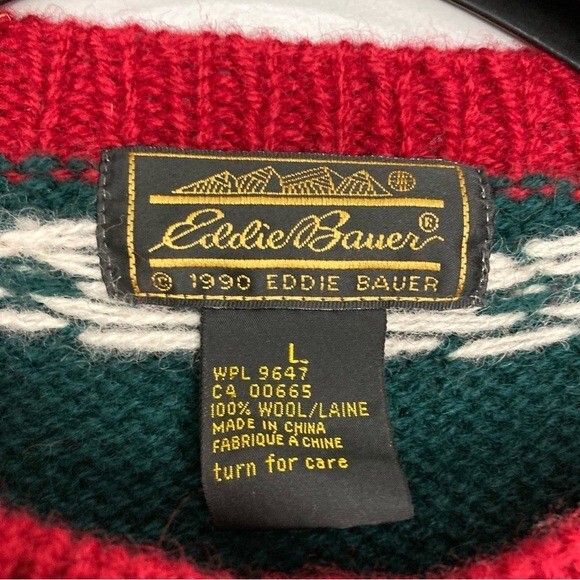 Eddie Bauer®
© 1990 EDDIE BAUER
L
WPL 9647
CA 00665
100% WOOL/LAINE
MADE IN CHINA
FABRIQUE A CHINE
turn for care